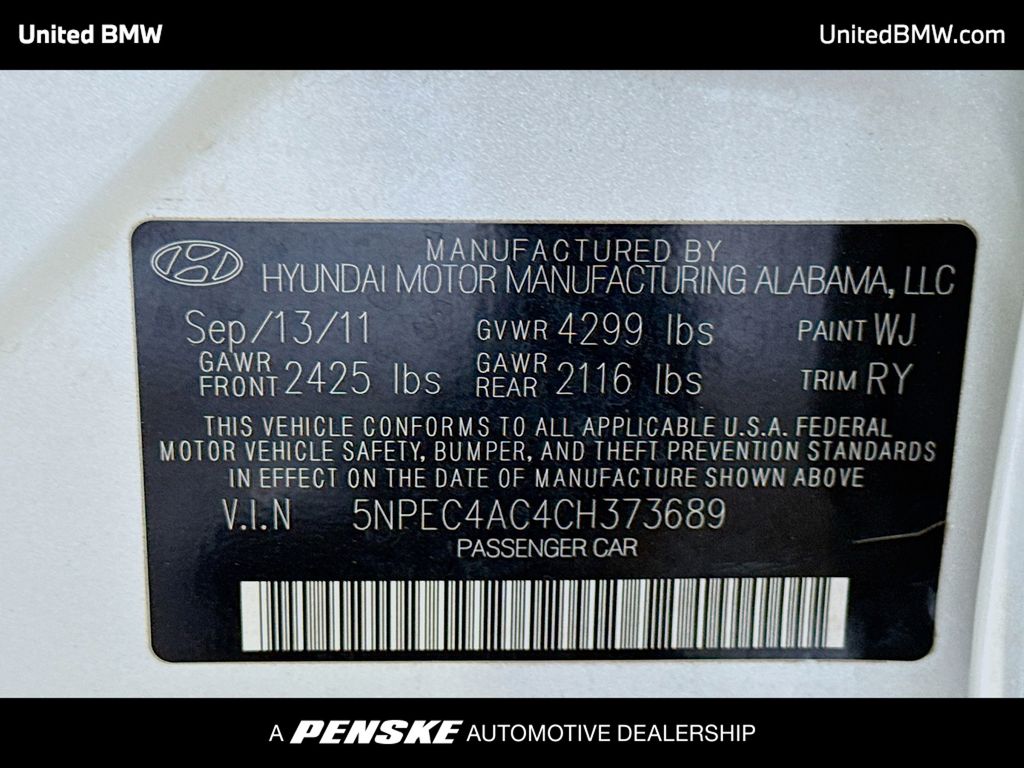 United BMW
UnitedBMW.com
MANUFACTURED BY
HYUNDAI MOTOR MANUFACTURING ALABAMA, LLC
Sep/13/11 GVWR 4299 lbs PAINT WJ
GAWR FRONT 2425 lbs GAWR REAR 2116 lbs TRIM RY
THIS VEHICLE CONFORMS TO ALL APPLICABLE U.S.A. FEDERAL
MOTOR VEHICLE SAFETY, BUMPER, AND THEFT PREVENTION STANDARDS
IN EFFECT ON THE DATE OF MANUFACTURE SHOWN ABOVE
V.I.N 5NPEC4AC4CH373689
PASSENGER CAR
A PENSKE AUTOMOTIVE DEALERSHIP